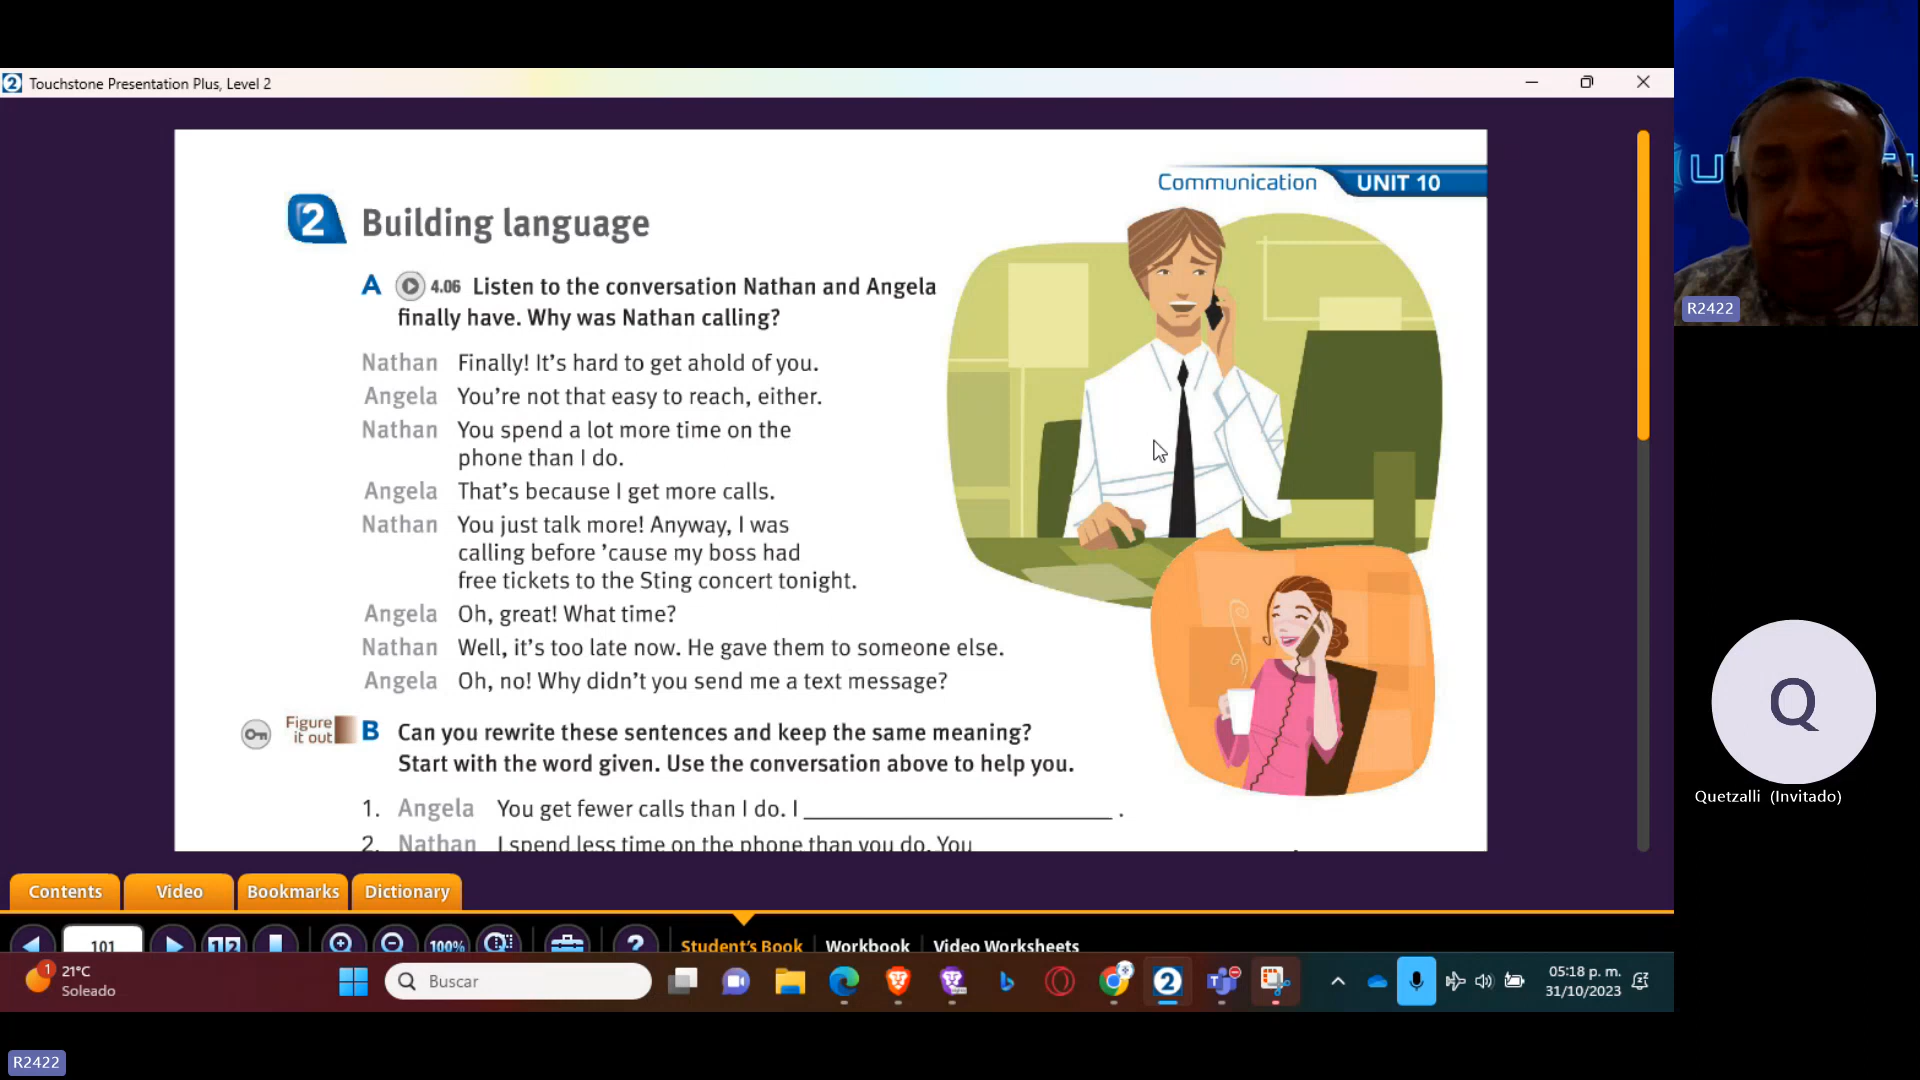 Touchstone Presentation Plus, Level 2
Communication UNIT 10
2 Building language
A 4.06 Listen to the conversation Nathan and Angela
finally have. Why was Nathan calling?
Nathan Finally! It's hard to get ahold of you.
Angela You're not that easy to reach, either.
Nathan You spend a lot more time on the
phone than I do.
Angela That's because I get more calls.
Nathan You just talk more! Anyway, I was
calling before 'cause my boss had
free tickets to the Sting concert tonight.
Angela Oh, great! What time?
Nathan Well, it's too late now. He gave them to someone else.
Angela Oh, no! Why didn't you send me a text message?
Figure
it out
B Can you rewrite these sentences and keep the same meaning?
Start with the word given. Use the conversation above to help you.
1. Angela You get fewer calls than I do. I ______________________________ .
2. Nathan I spend less time on the phone than you do. You
Contents Video Bookmarks Dictionary
101 1 2 100% ? Student's Book Workbook Video Worksheets
1 21°C
Soleado
Buscar
05:18 p. m.
31/10/2023
R2422
Q
Quetzalli (Invitado)
R2422